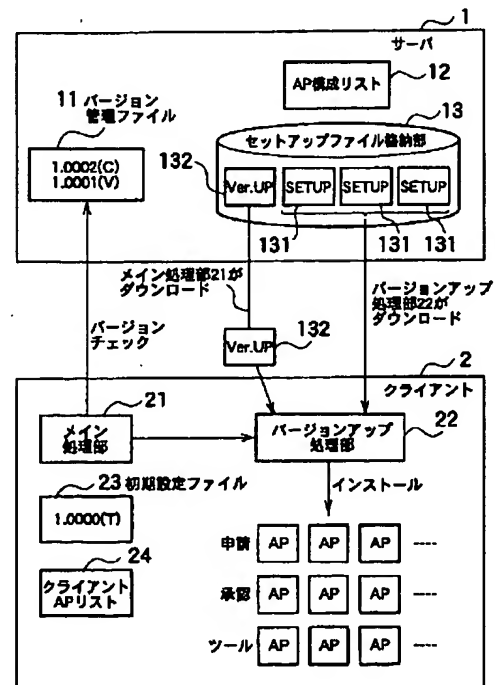 1
サーバ
AP構成リスト
12
11 バージョン
管理ファイル
1.0002(C)
1.0001(V)
13
セットアップファイル格納部
132
Ver.UP
SETUP
SETUP
SETUP
131
131
131
メイン処理部21が
ダウンロード
バージョンアップ
処理部22が
ダウンロード
バージョン
チェック
Ver.UP
132
2
クライアント
21
メイン
処理部
バージョンアップ
処理部
22
インストール
23 初期設定ファイル
1.0000(T)
24
クライアント
APリスト
申請 AP AP AP ----
承認 AP AP AP ----
ツール AP AP AP ----